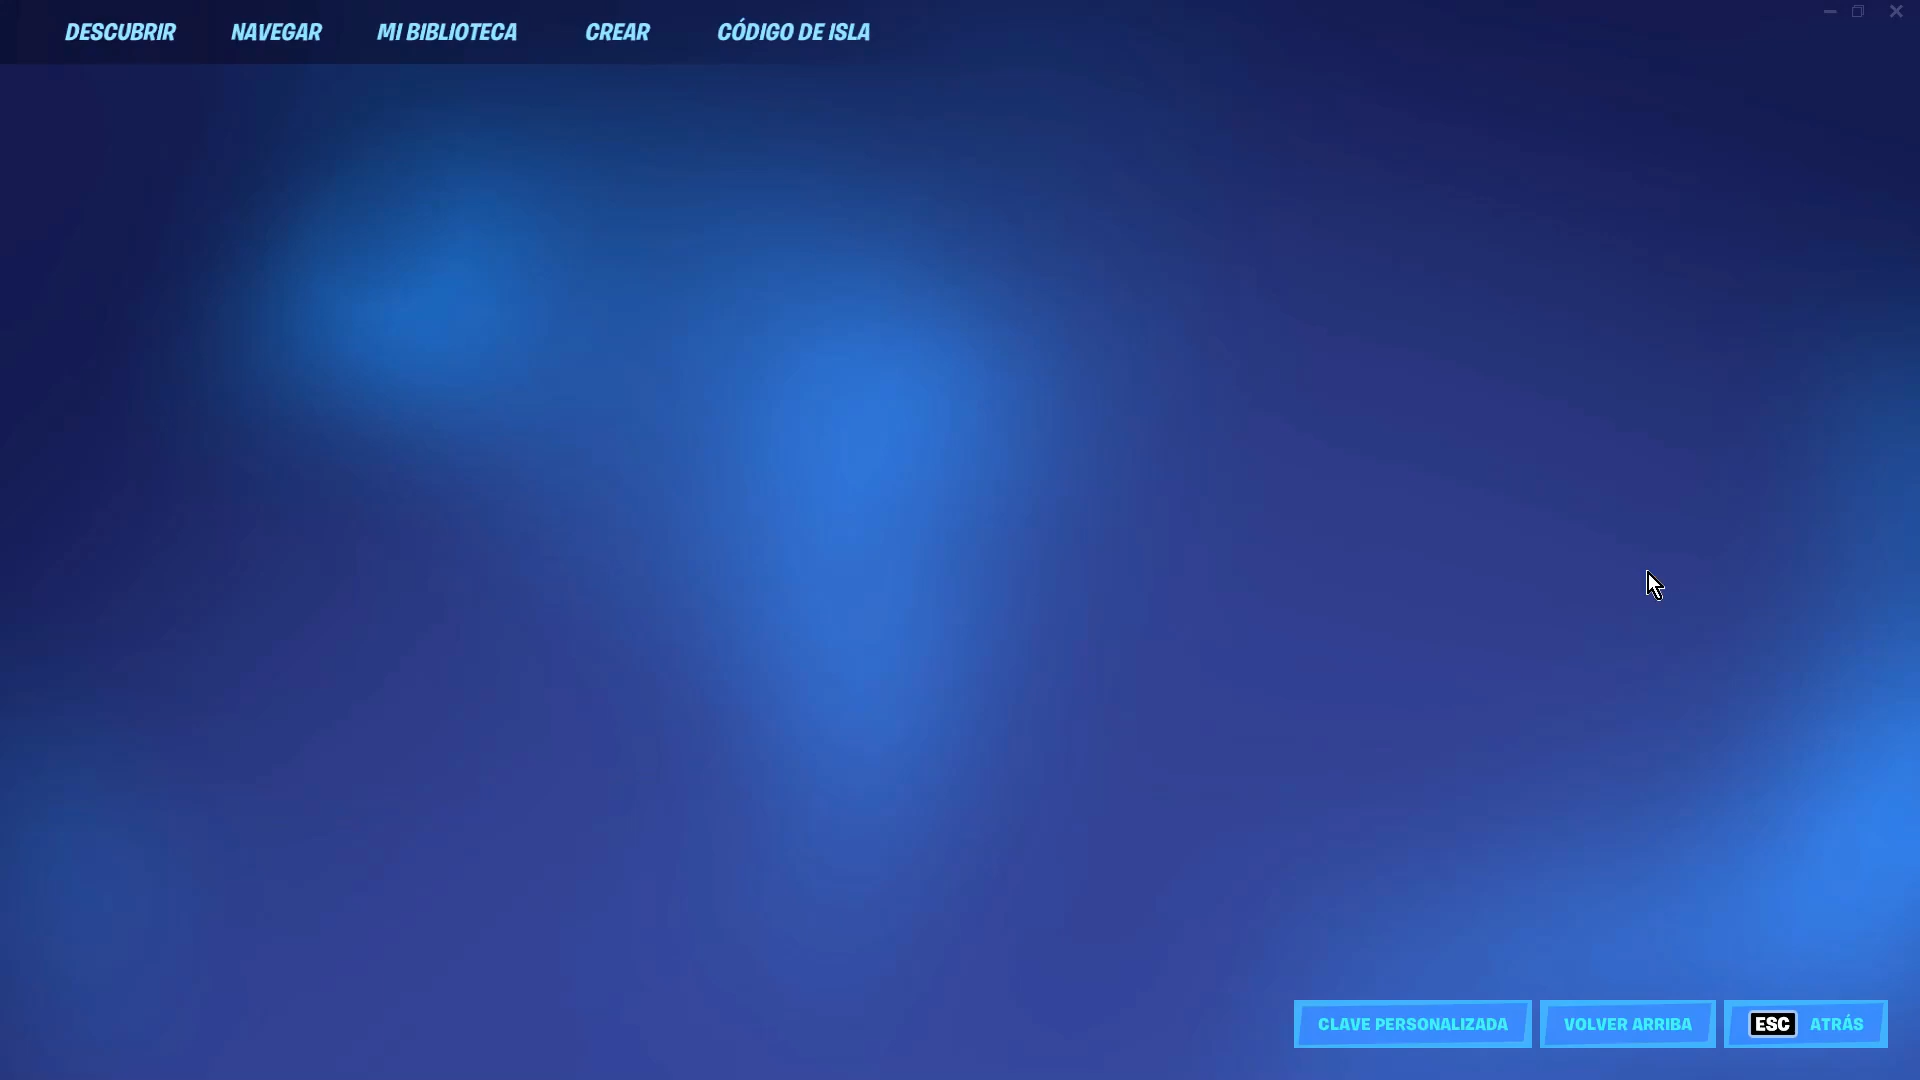 DESCUBRIR NAVEGAR MI BIBLIOTECA CREAR CÓDIGO DE ISLA
CLAVE PERSONALIZADA VOLVER ARRIBA ESC ATRÁS